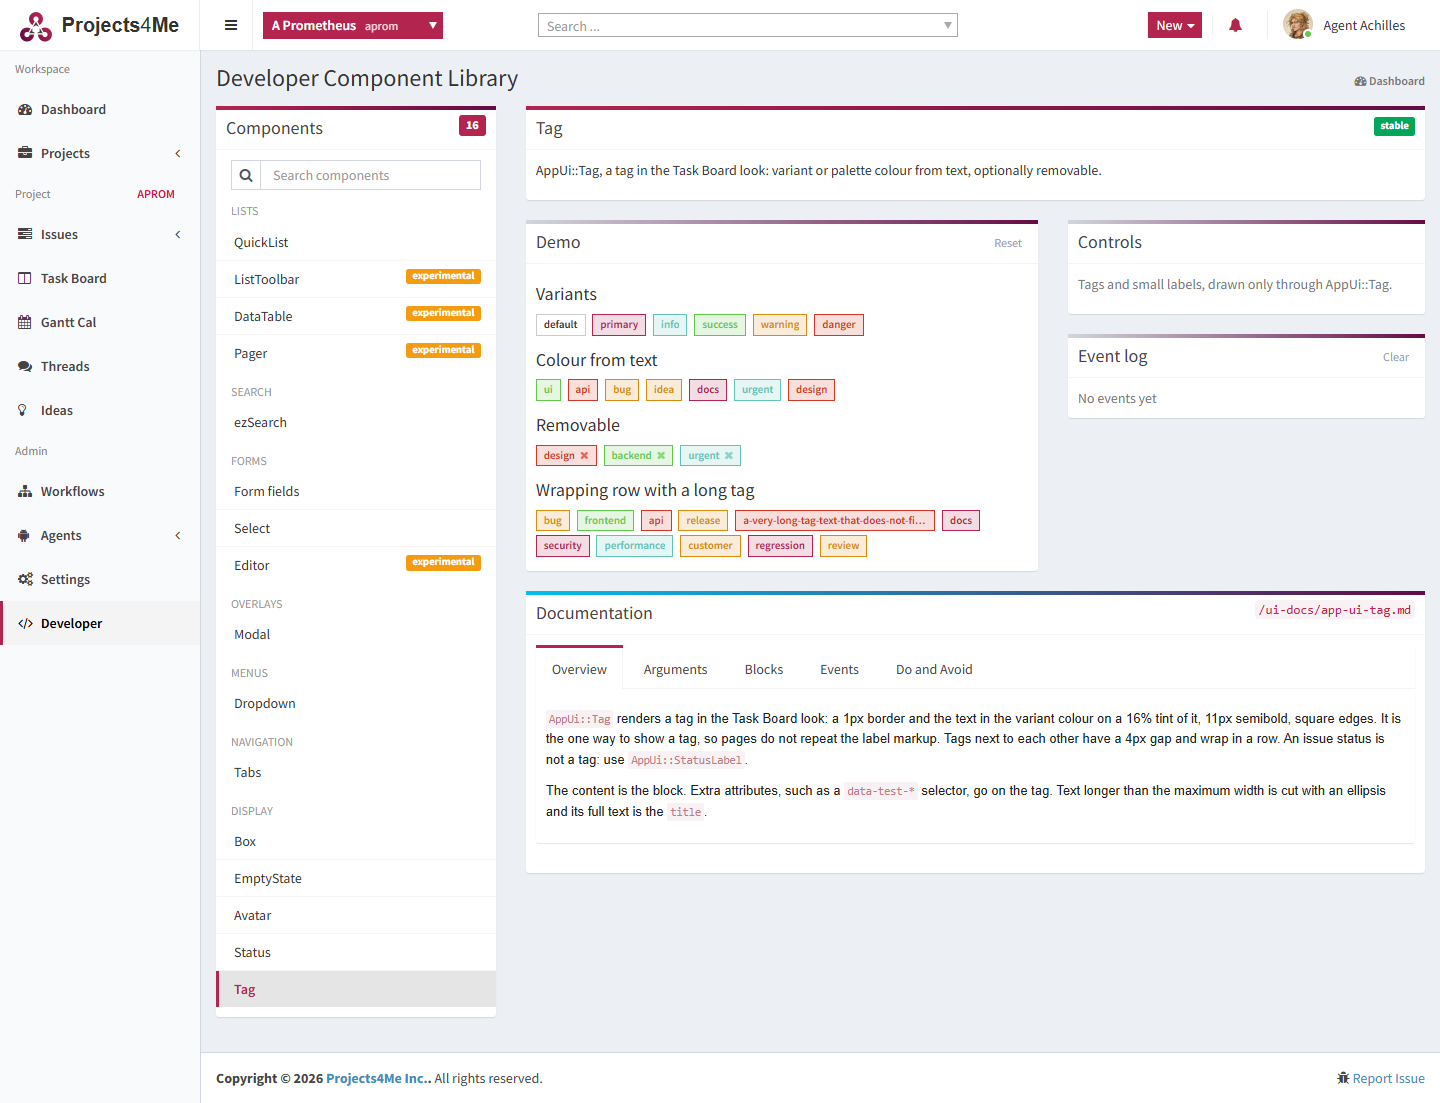 Projects4Me
A Prometheus aprom
Search ...
New
Agent Achilles
Workspace
Dashboard
Projects
Project APROM
Issues
Task Board
Gantt Cal
Threads
Ideas
Admin
Workflows
Agents
Settings
Developer
Developer Component Library
Dashboard
Components 16
Search components
LISTS
QuickList
ListToolbar experimental
DataTable experimental
Pager experimental
SEARCH
ezSearch
FORMS
Form fields
Select
Editor experimental
OVERLAYS
Modal
MENUS
Dropdown
NAVIGATION
Tabs
DISPLAY
Box
EmptyState
Avatar
Status
Tag
Tag stable
AppUi::Tag, a tag in the Task Board look: variant or palette colour from text, optionally removable.
Demo Reset
Variants
default primary info success warning danger
Colour from text
ui api bug idea docs urgent design
Removable
design ✖ backend ✖ urgent ✖
Wrapping row with a long tag
bug frontend api release a-very-long-tag-text-that-does-not-fi... docs
security performance customer regression review
Controls
Tags and small labels, drawn only through AppUi::Tag.
Event log Clear
No events yet
Documentation /ui-docs/app-ui-tag.md
Overview Arguments Blocks Events Do and Avoid
AppUi::Tag renders a tag in the Task Board look: a 1px border and the text in the variant colour on a 16% tint of it, 11px semibold, square edges. It is
the one way to show a tag, so pages do not repeat the label markup. Tags next to each other have a 4px gap and wrap in a row. An issue status is
not a tag: use AppUi::StatusLabel.
The content is the block. Extra attributes, such as a data-test-* selector, go on the tag. Text longer than the maximum width is cut with an ellipsis
and its full text is the title.
Copyright © 2026 Projects4Me Inc.. All rights reserved.
Report Issue